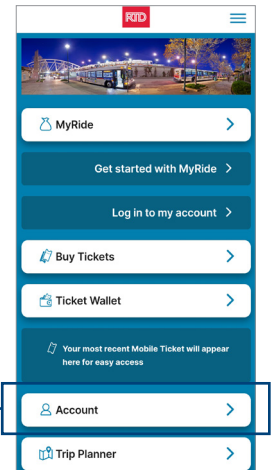 RTD
MyRide
Get started with MyRide
Log in to my account
Buy Tickets
Ticket Wallet
Your most recent Mobile Ticket will appear
here for easy access
Account
Trip Planner